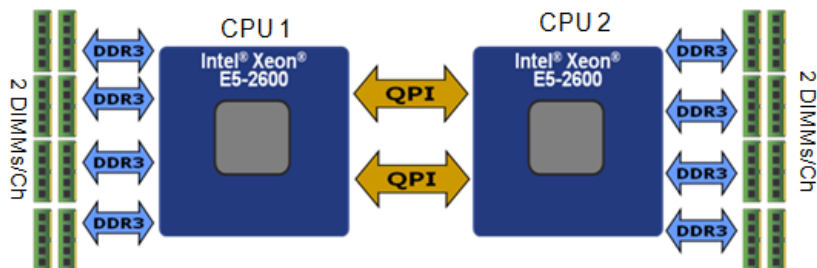 CPU 1
CPU 2
2 DIMMs/Ch
DDR3
DDR3
DDR3
DDR3
Intel® Xeon®
E5-2600
QPI
QPI
Intel® Xeon®
E5-2600
DDR3
DDR3
DDR3
DDR3
2 DIMMs/Ch